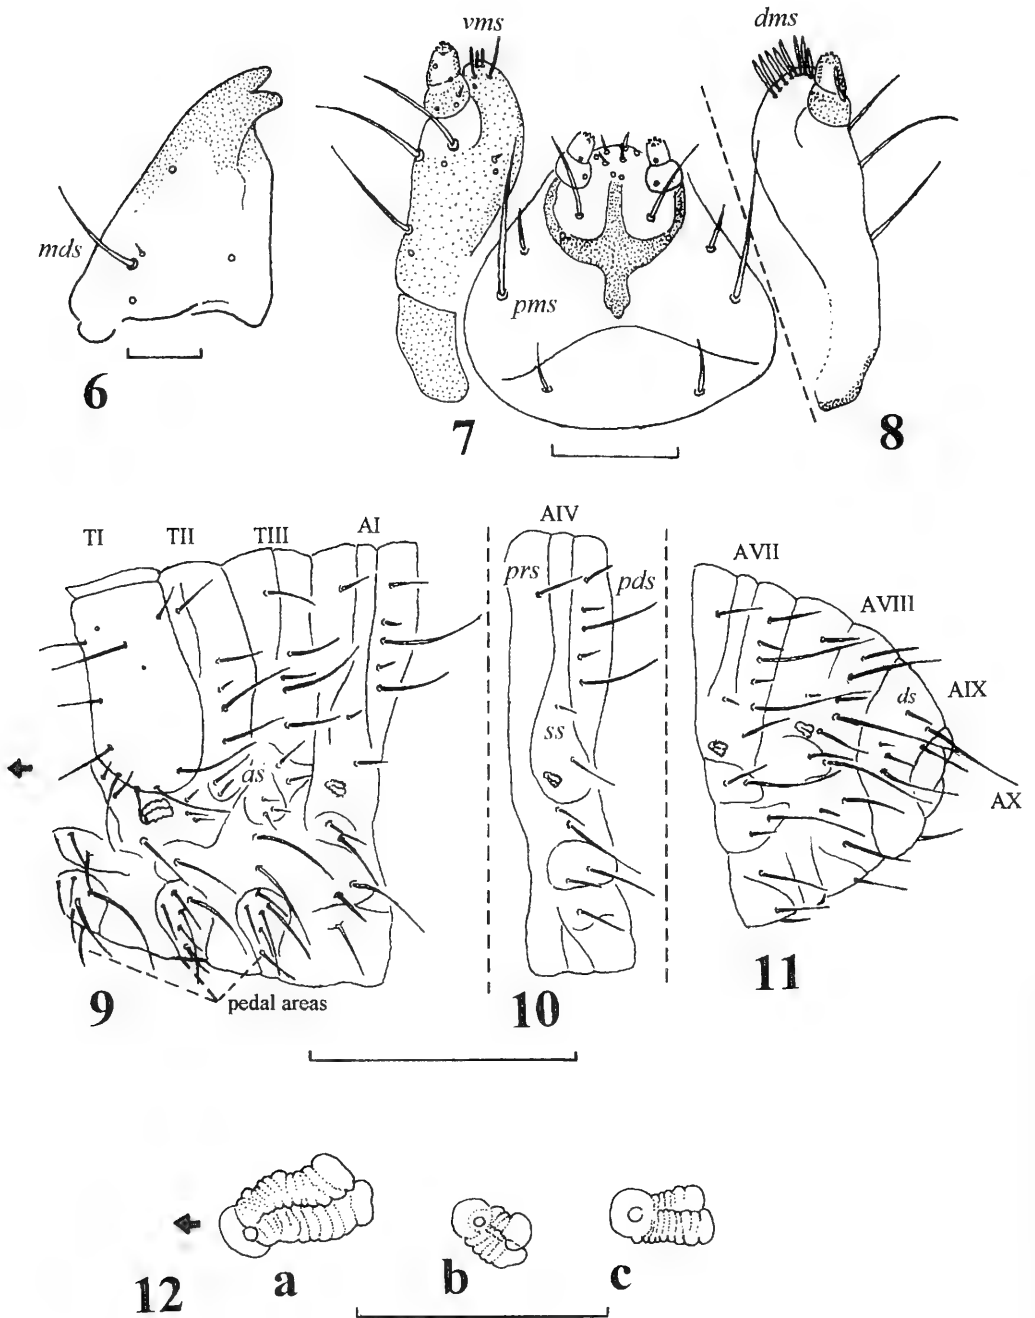 vms
dms
mds
pms
6
7
8
TI TII TIII AI
AIV
AVII
AVIII
AIX
AX
prs
pds
ss
as
ds
pedal areas
9
10
11
12
a
b
c